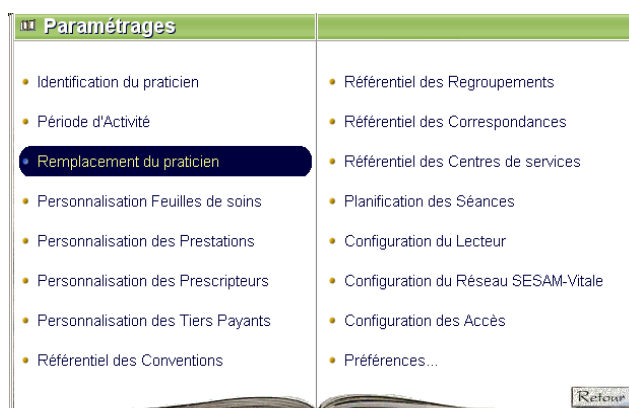 Paramétrages
Identification du praticien
Période d'Activité
Remplacement du praticien
Personnalisation Feuilles de soins
Personnalisation des Prestations
Personnalisation des Prescripteurs
Personnalisation des Tiers Payants
Référentiel des Conventions
Référentiel des Regroupements
Référentiel des Correspondances
Référentiel des Centres de services
Planification des Séances
Configuration du Lecteur
Configuration du Réseau SESAM-Vitale
Configuration des Accès
Préférences...
Retour